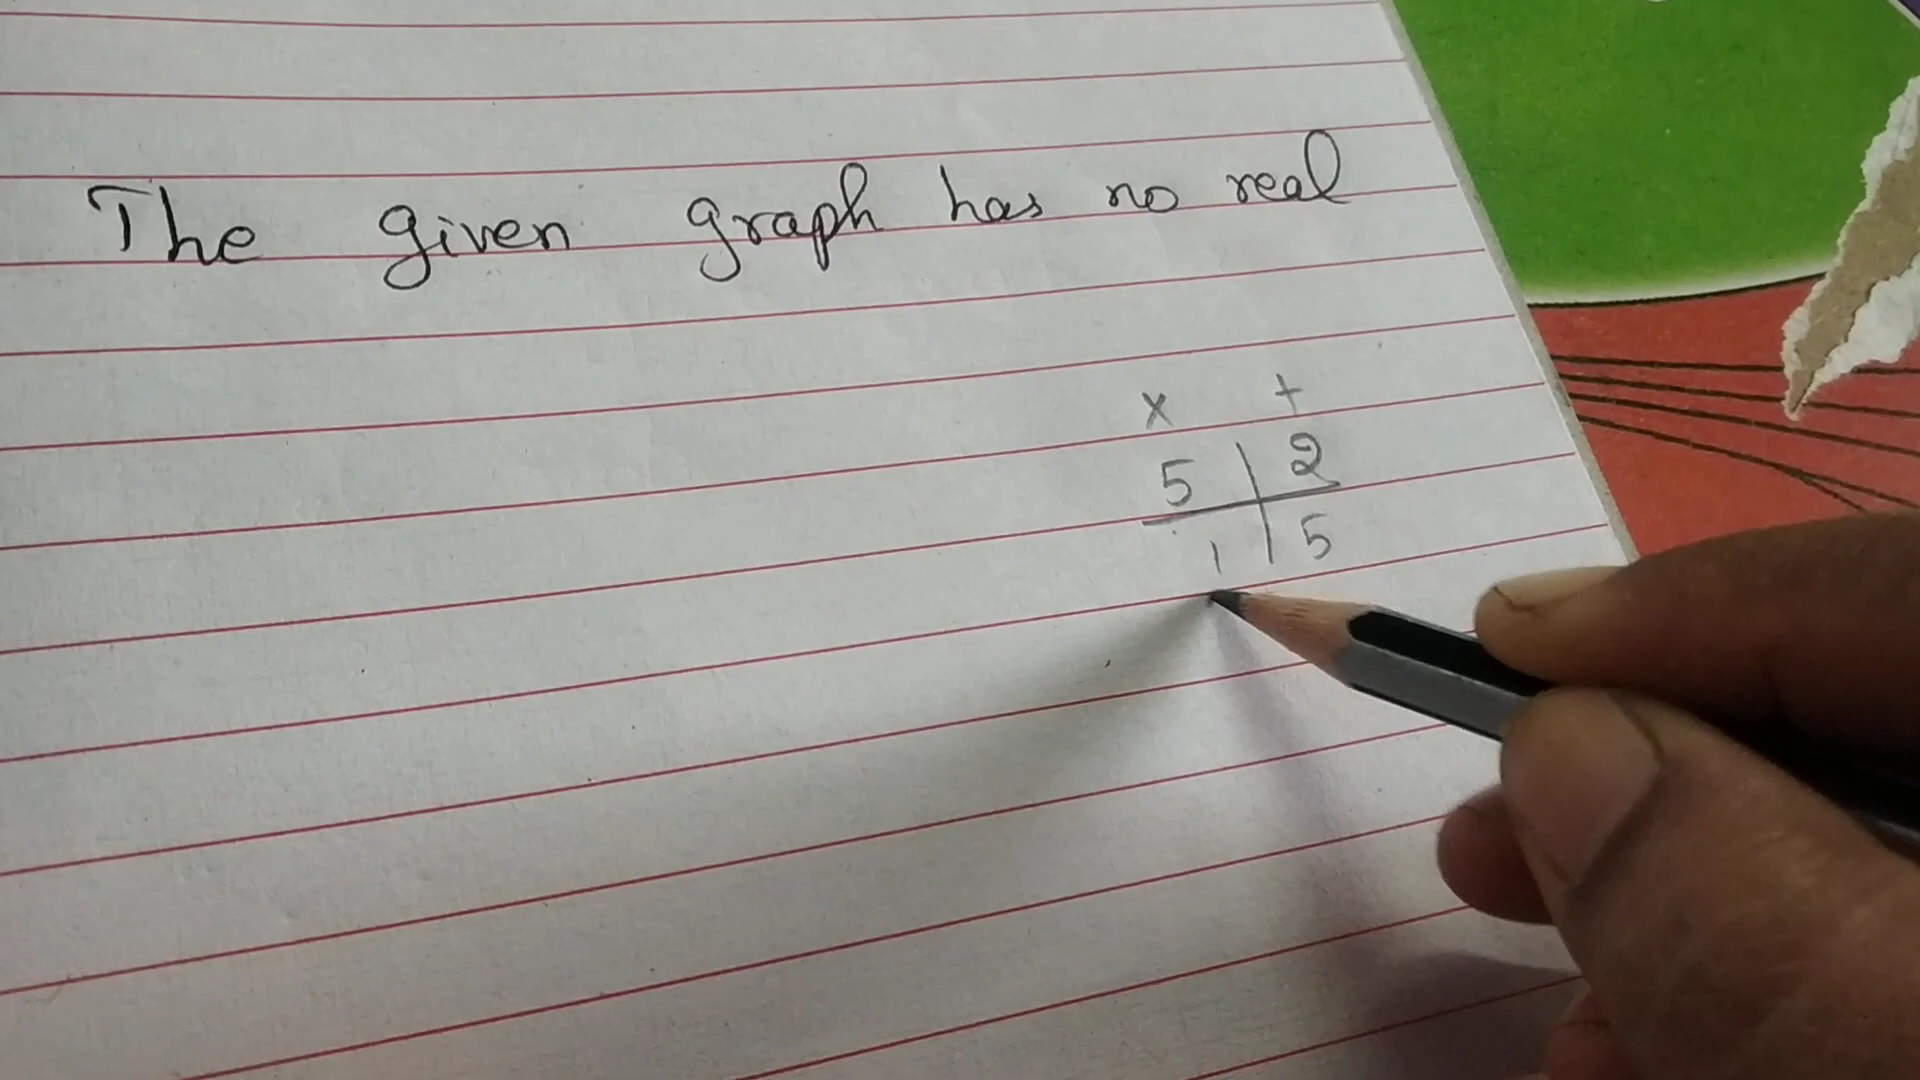 The given graph has no real
x +
5 | 2
1 | 5